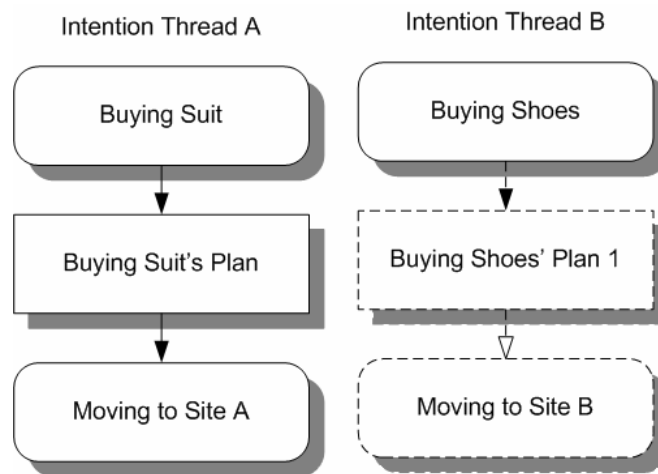 Intention Thread A
Intention Thread B
Buying Suit
Buying Shoes
Buying Suit's Plan
Buying Shoes' Plan 1
Moving to Site A
Moving to Site B